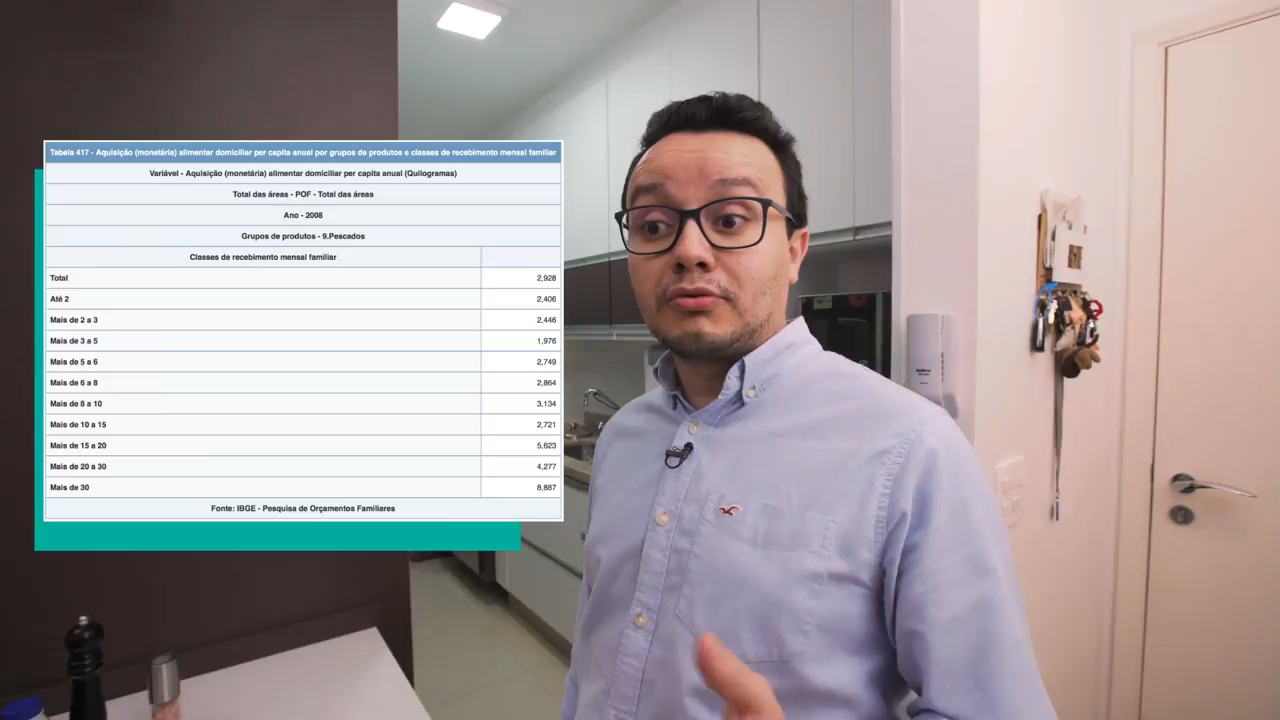 Tabela 417 - Aquisição (monetária) alimentar domiciliar per capita anual por grupos de produtos e classes de recebimento mensal familiar
Variável - Aquisição (monetária) alimentar domiciliar per capita anual (Quilogramas)
Total das áreas - POF - Total das áreas
Ano - 2008
Grupos de produtos - 9.Pescados
Classes de recebimento mensal familiar
Total 2,928
Até 2 2,406
Mais de 2 a 3 2,446
Mais de 3 a 5 1,976
Mais de 5 a 6 2,749
Mais de 6 a 8 2,864
Mais de 8 a 10 3,134
Mais de 10 a 15 2,721
Mais de 15 a 20 5,623
Mais de 20 a 30 4,277
Mais de 30 8,887
Fonte: IBGE - Pesquisa de Orçamentos Familiares